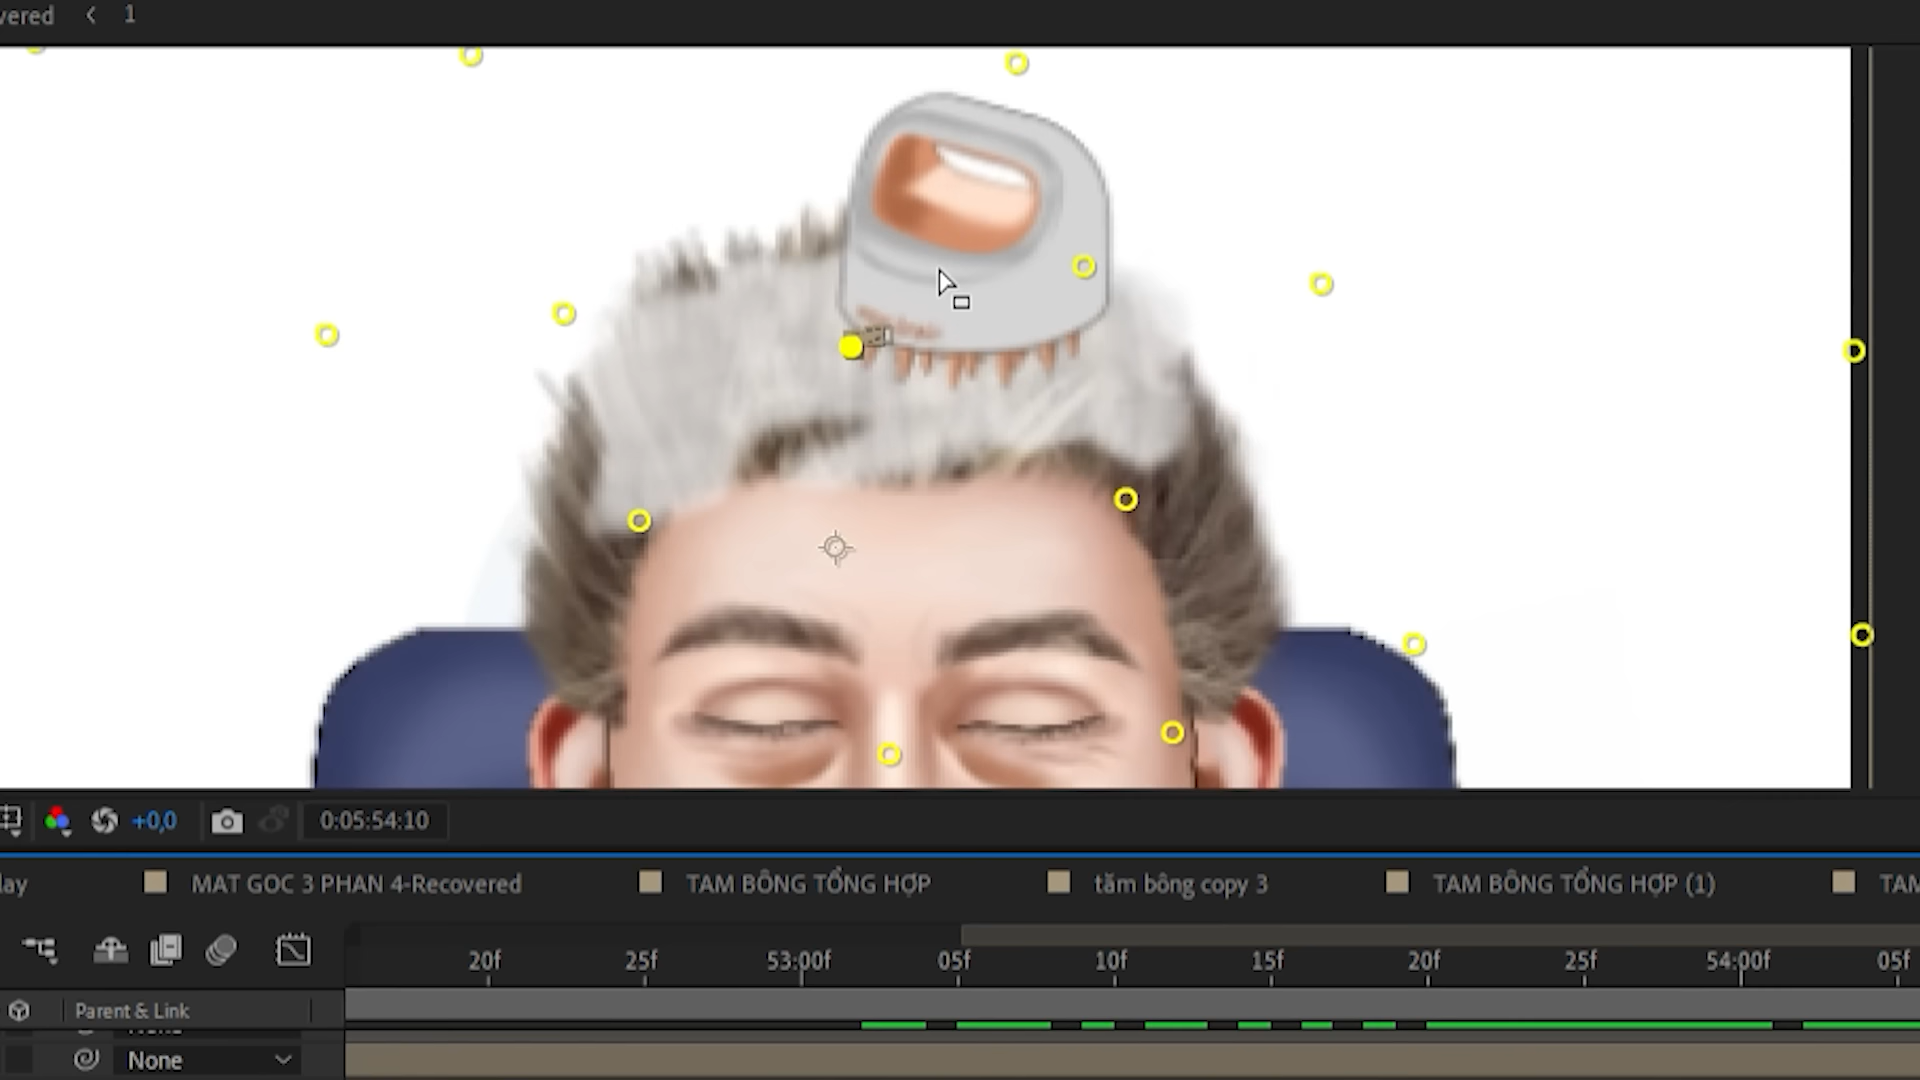 vered < 1
+0,0
0:05:54:10
lay
MAT GOC 3 PHAN 4-Recovered
TAM BÔNG TỔNG HỢP
tăm bông copy 3
TAM BÔNG TỔNG HỢP (1)
TAM
20f 25f 53:00f 05f 10f 15f 20f 25f 54:00f 05f
Parent & Link
None